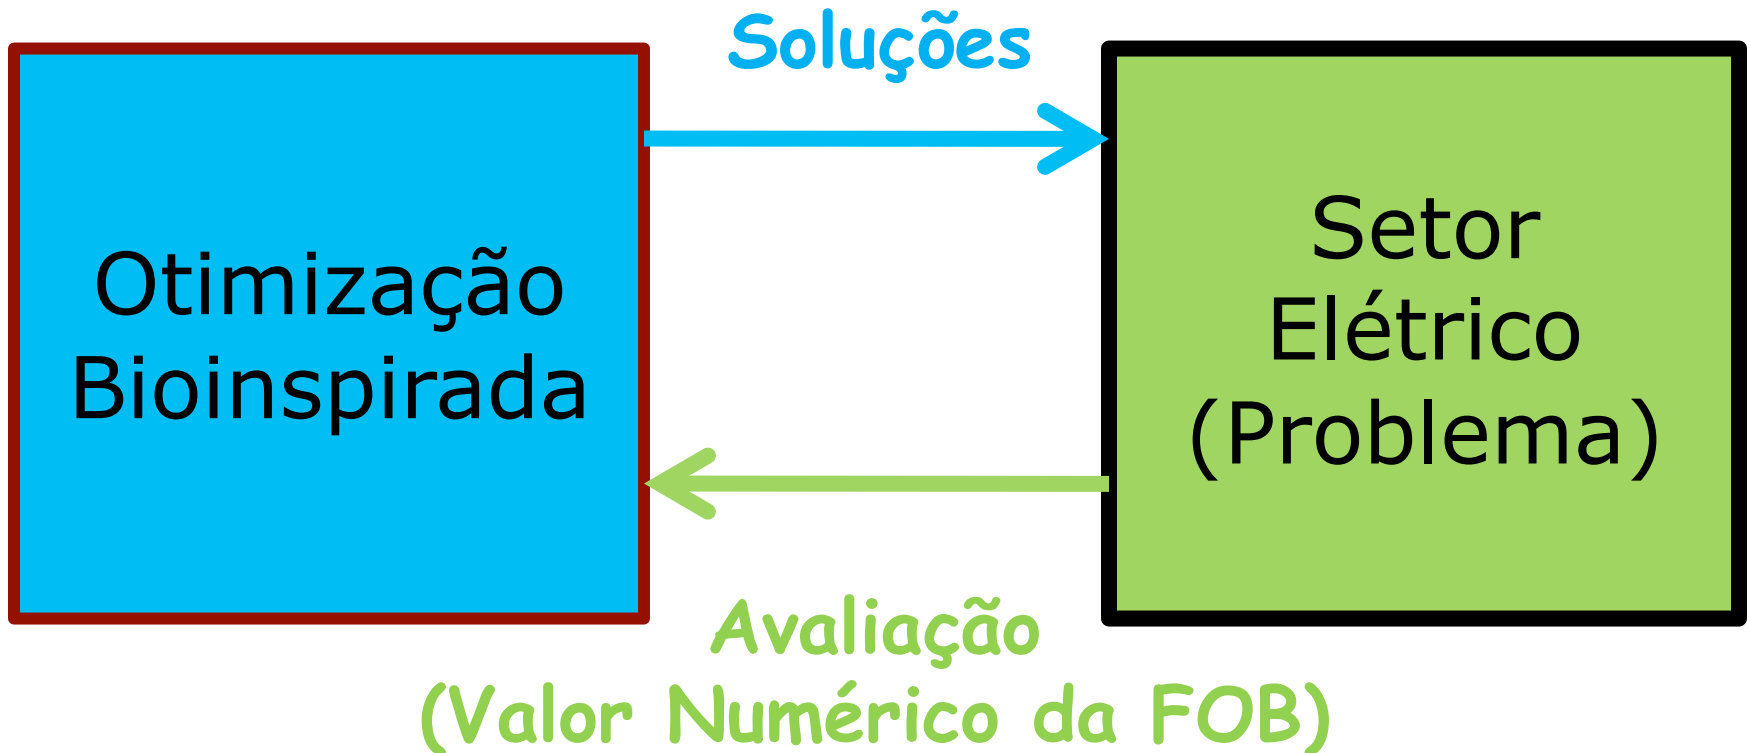 Soluções
Otimização
Bioinspirada
Setor
Elétrico
(Problema)
Avaliação
(Valor Numérico da FOB)